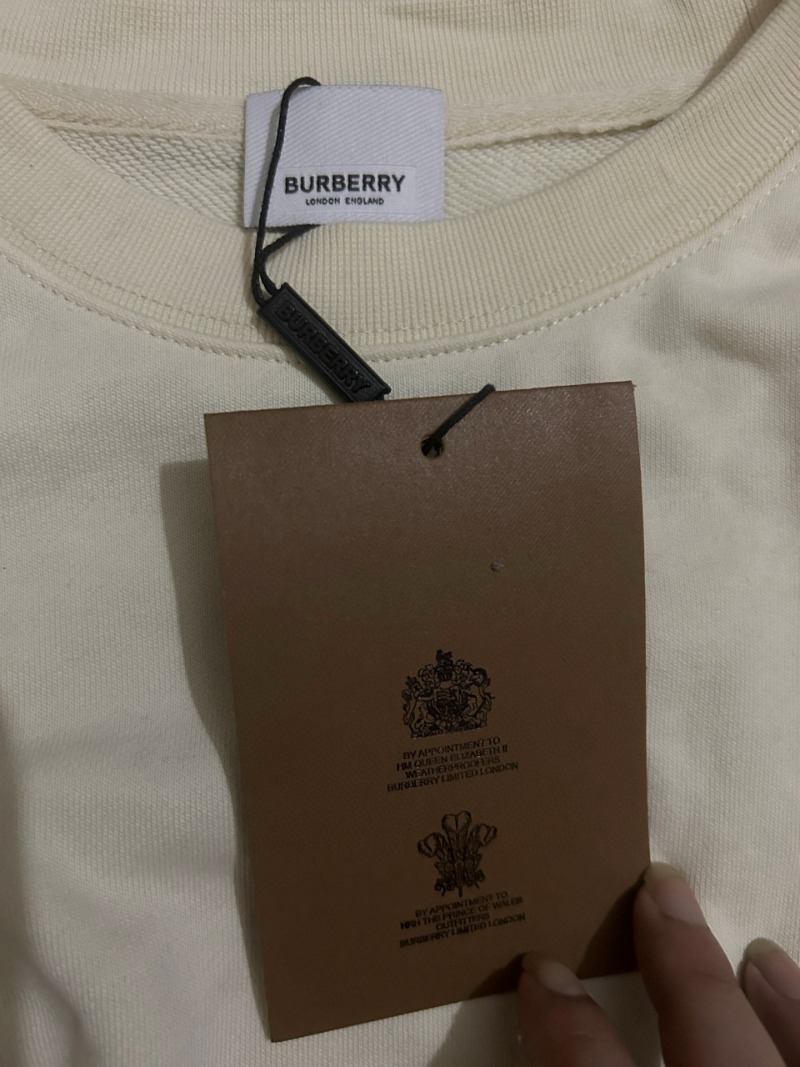 BURBERRY
LONDON ENGLAND
BURBERRY
BY APPOINTMENT TO
HM QUEEN ELIZABETH II
WEATHERPROOFERS
BURBERRY LIMITED LONDON
BY APPOINTMENT TO
HRH THE PRINCE OF WALES
OUTFITTERS
BURBERRY LIMITED LONDON